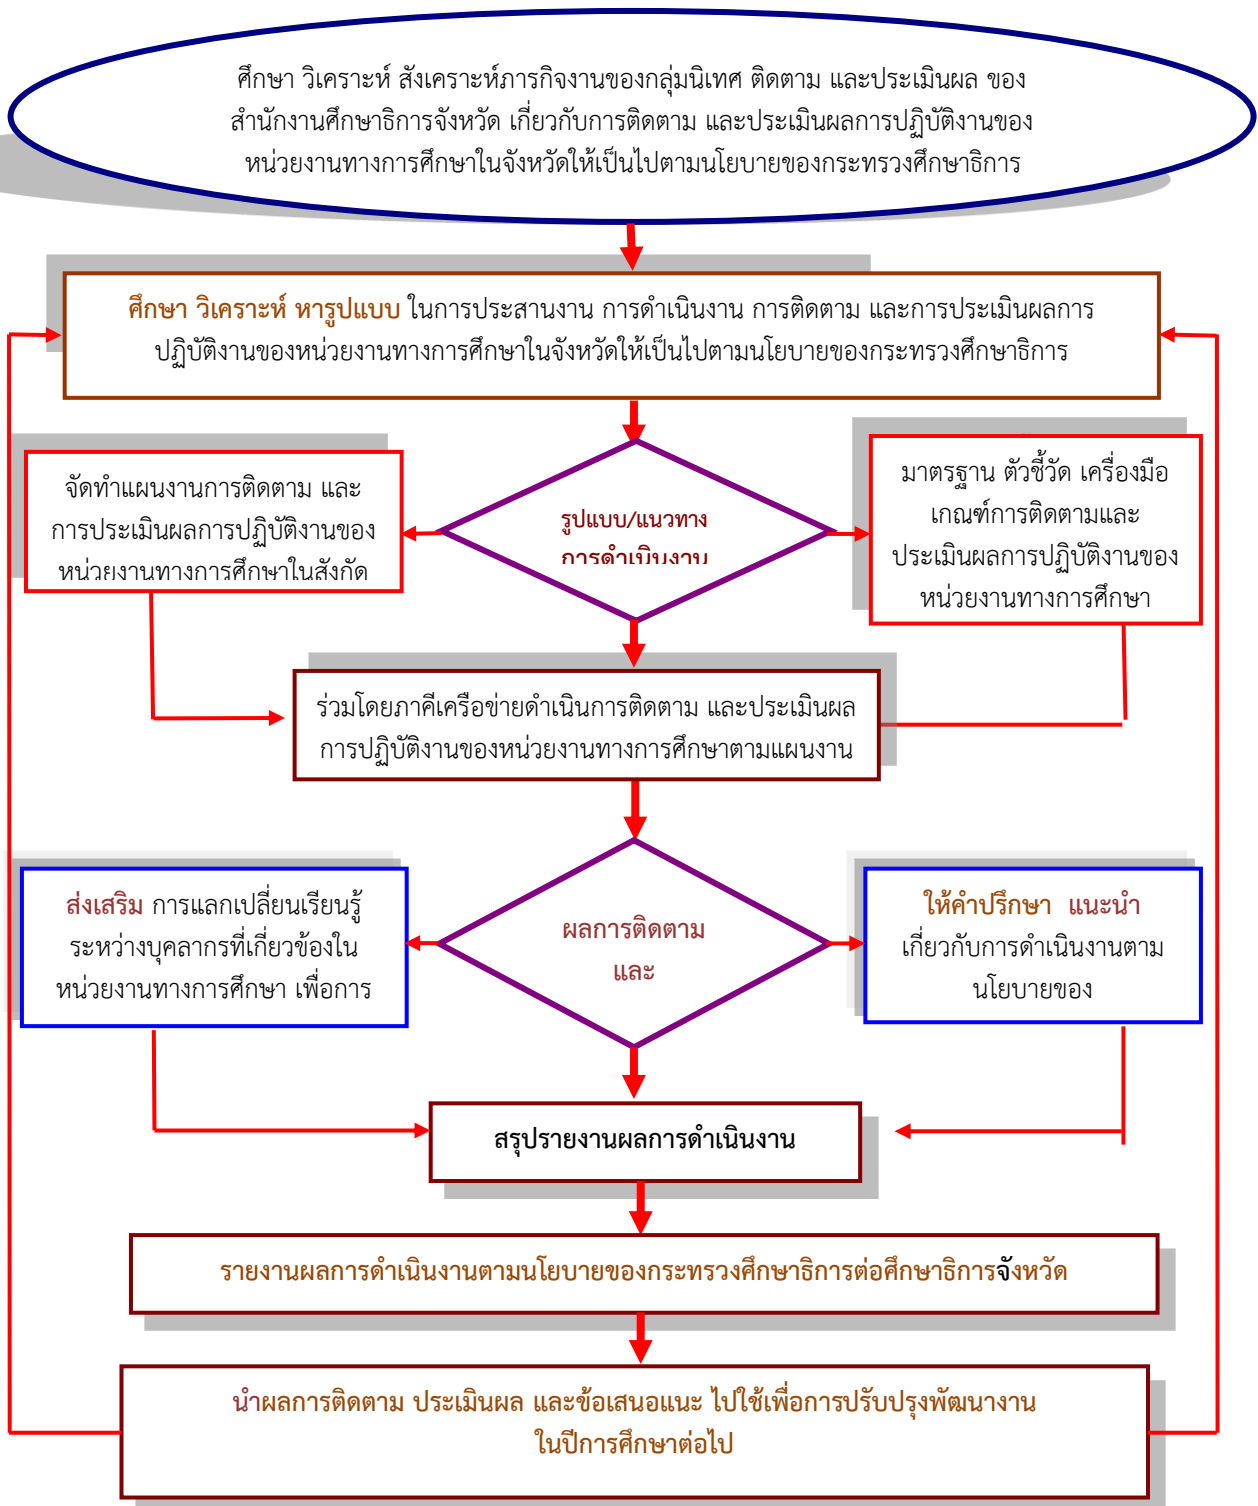 ศึกษา วิเคราะห์ สังเคราะห์ภารกิจงานของกลุ่มนิเทศ ติดตาม และประเมินผล ของ
สำนักงานศึกษาธิการจังหวัด เกี่ยวกับการติดตาม และประเมินผลการปฏิบัติงานของ
หน่วยงานทางการศึกษาในจังหวัดให้เป็นไปตามนโยบายของกระทรวงศึกษาธิการ
ศึกษา วิเคราะห์ หารูปแบบ ในการประสานงาน การดำเนินงาน การติดตาม และการประเมินผลการ
ปฏิบัติงานของหน่วยงานทางการศึกษาในจังหวัดให้เป็นไปตามนโยบายของกระทรวงศึกษาธิการ
จัดทำแผนงานการติดตาม และ
การประเมินผลการปฏิบัติงานของ
หน่วยงานทางการศึกษาในสังกัด
รูปแบบ/แนวทาง
การดำเนินงาน
มาตรฐาน ตัวชี้วัด เครื่องมือ
เกณฑ์การติดตามและ
ประเมินผลการปฏิบัติงานของ
หน่วยงานทางการศึกษา
ร่วมโดยภาคีเครือข่ายดำเนินการติดตาม และประเมินผล
การปฏิบัติงานของหน่วยงานทางการศึกษาตามแผนงาน
ส่งเสริม การแลกเปลี่ยนเรียนรู้
ระหว่างบุคลากรที่เกี่ยวข้องใน
หน่วยงานทางการศึกษา เพื่อการ
ผลการติดตาม
และ
ให้คำปรึกษา แนะนำ
เกี่ยวกับการดำเนินงานตาม
นโยบายของ
สรุปรายงานผลการดำเนินงาน
รายงานผลการดำเนินงานตามนโยบายของกระทรวงศึกษาธิการต่อศึกษาธิการจังหวัด
นำผลการติดตาม ประเมินผล และข้อเสนอแนะ ไปใช้เพื่อการปรับปรุงพัฒนางาน
ในปีการศึกษาต่อไป